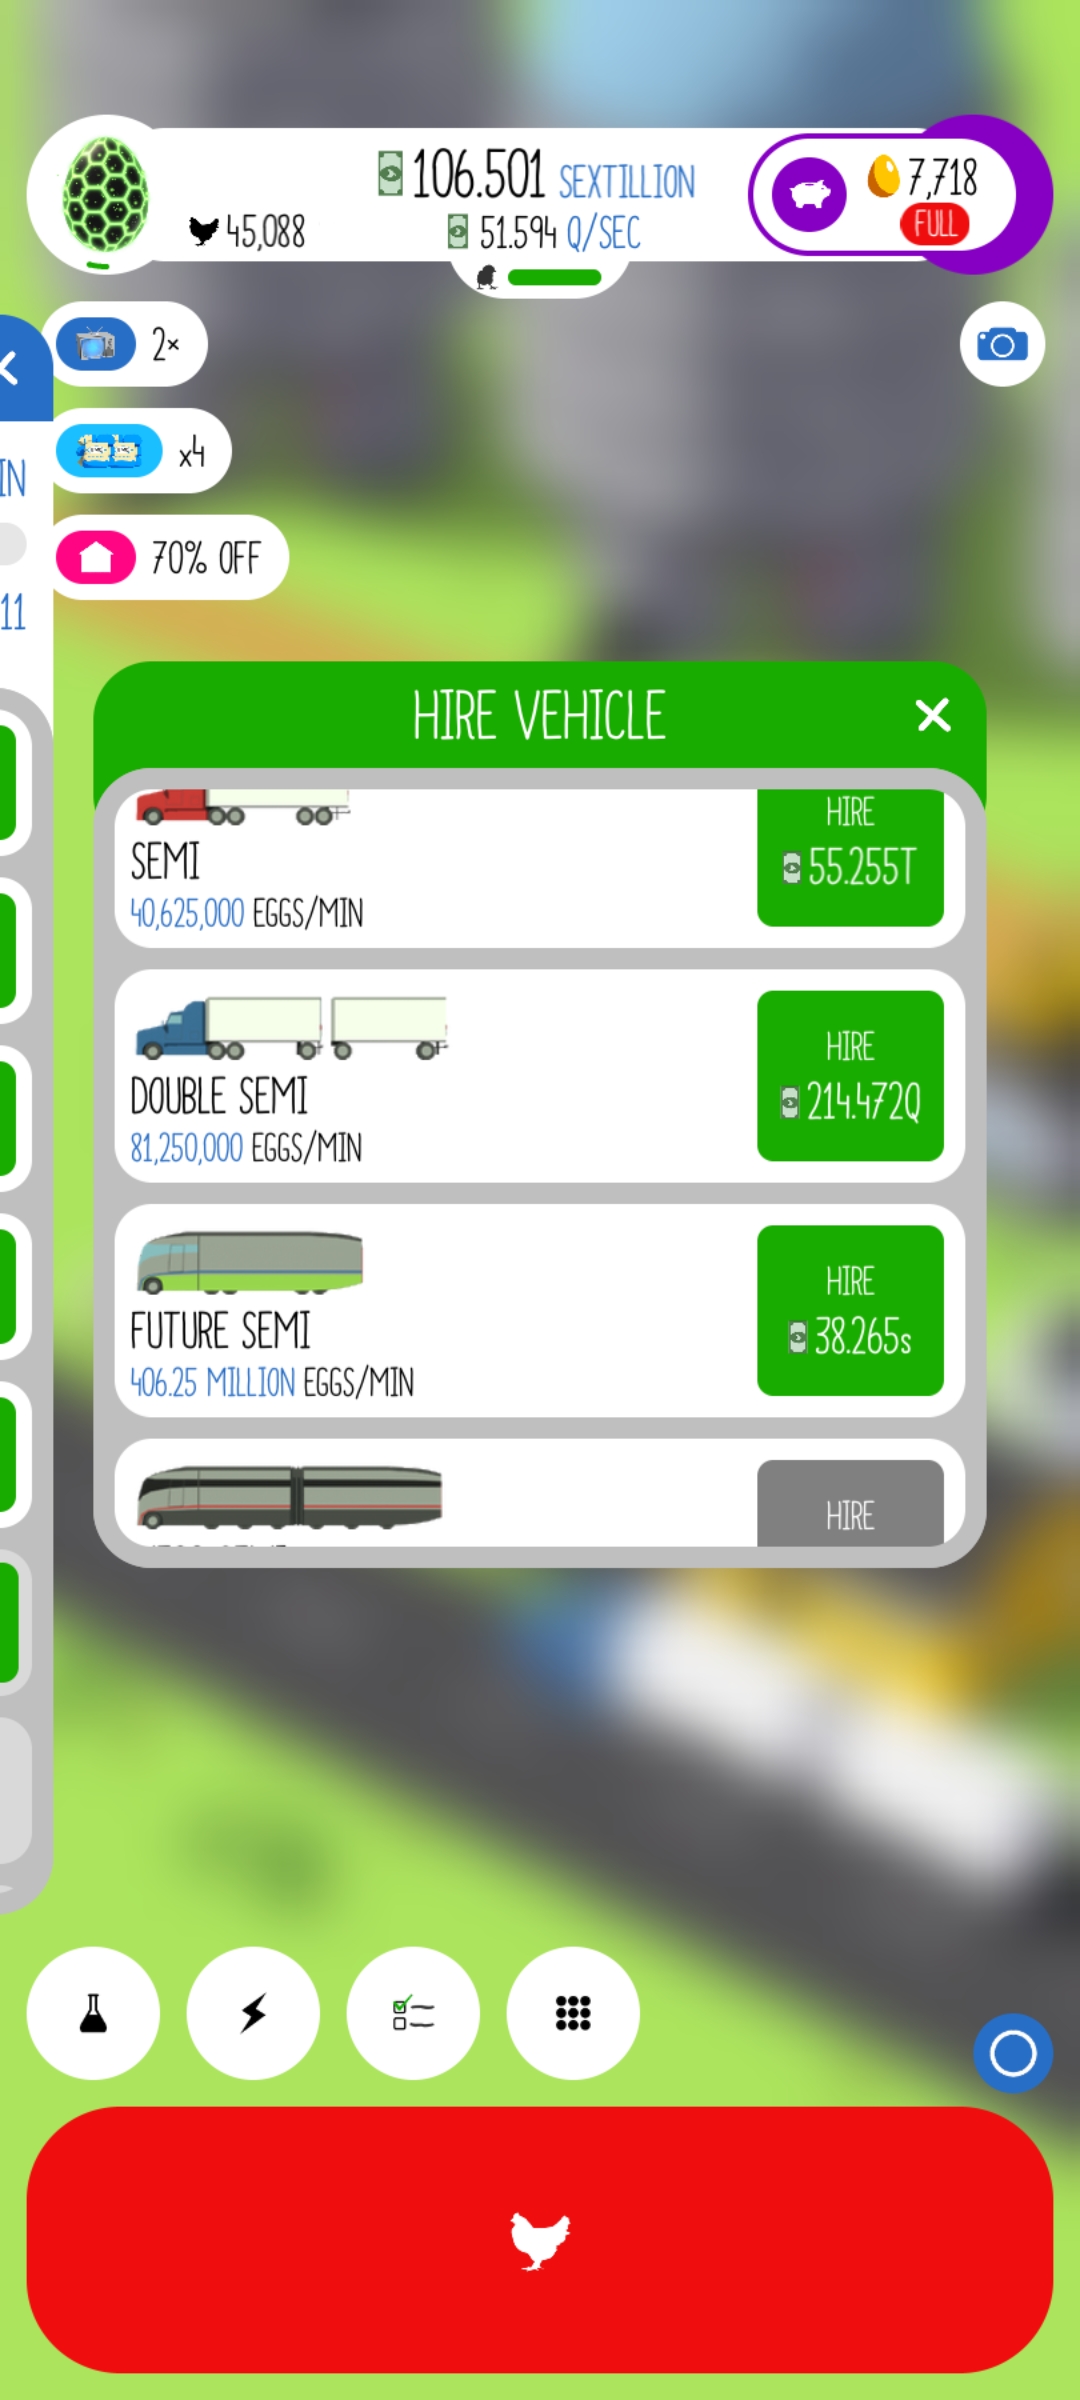 106.501 SEXTILLION
45,088
51.594 Q/SEC
7,718
FULL
2×
x4
IN
70% OFF
11
HIRE VEHICLE
SEMI
40,625,000 EGGS/MIN
HIRE
55.255T
DOUBLE SEMI
81,250,000 EGGS/MIN
HIRE
214.472Q
FUTURE SEMI
406.25 MILLION EGGS/MIN
HIRE
38.265s
HIRE